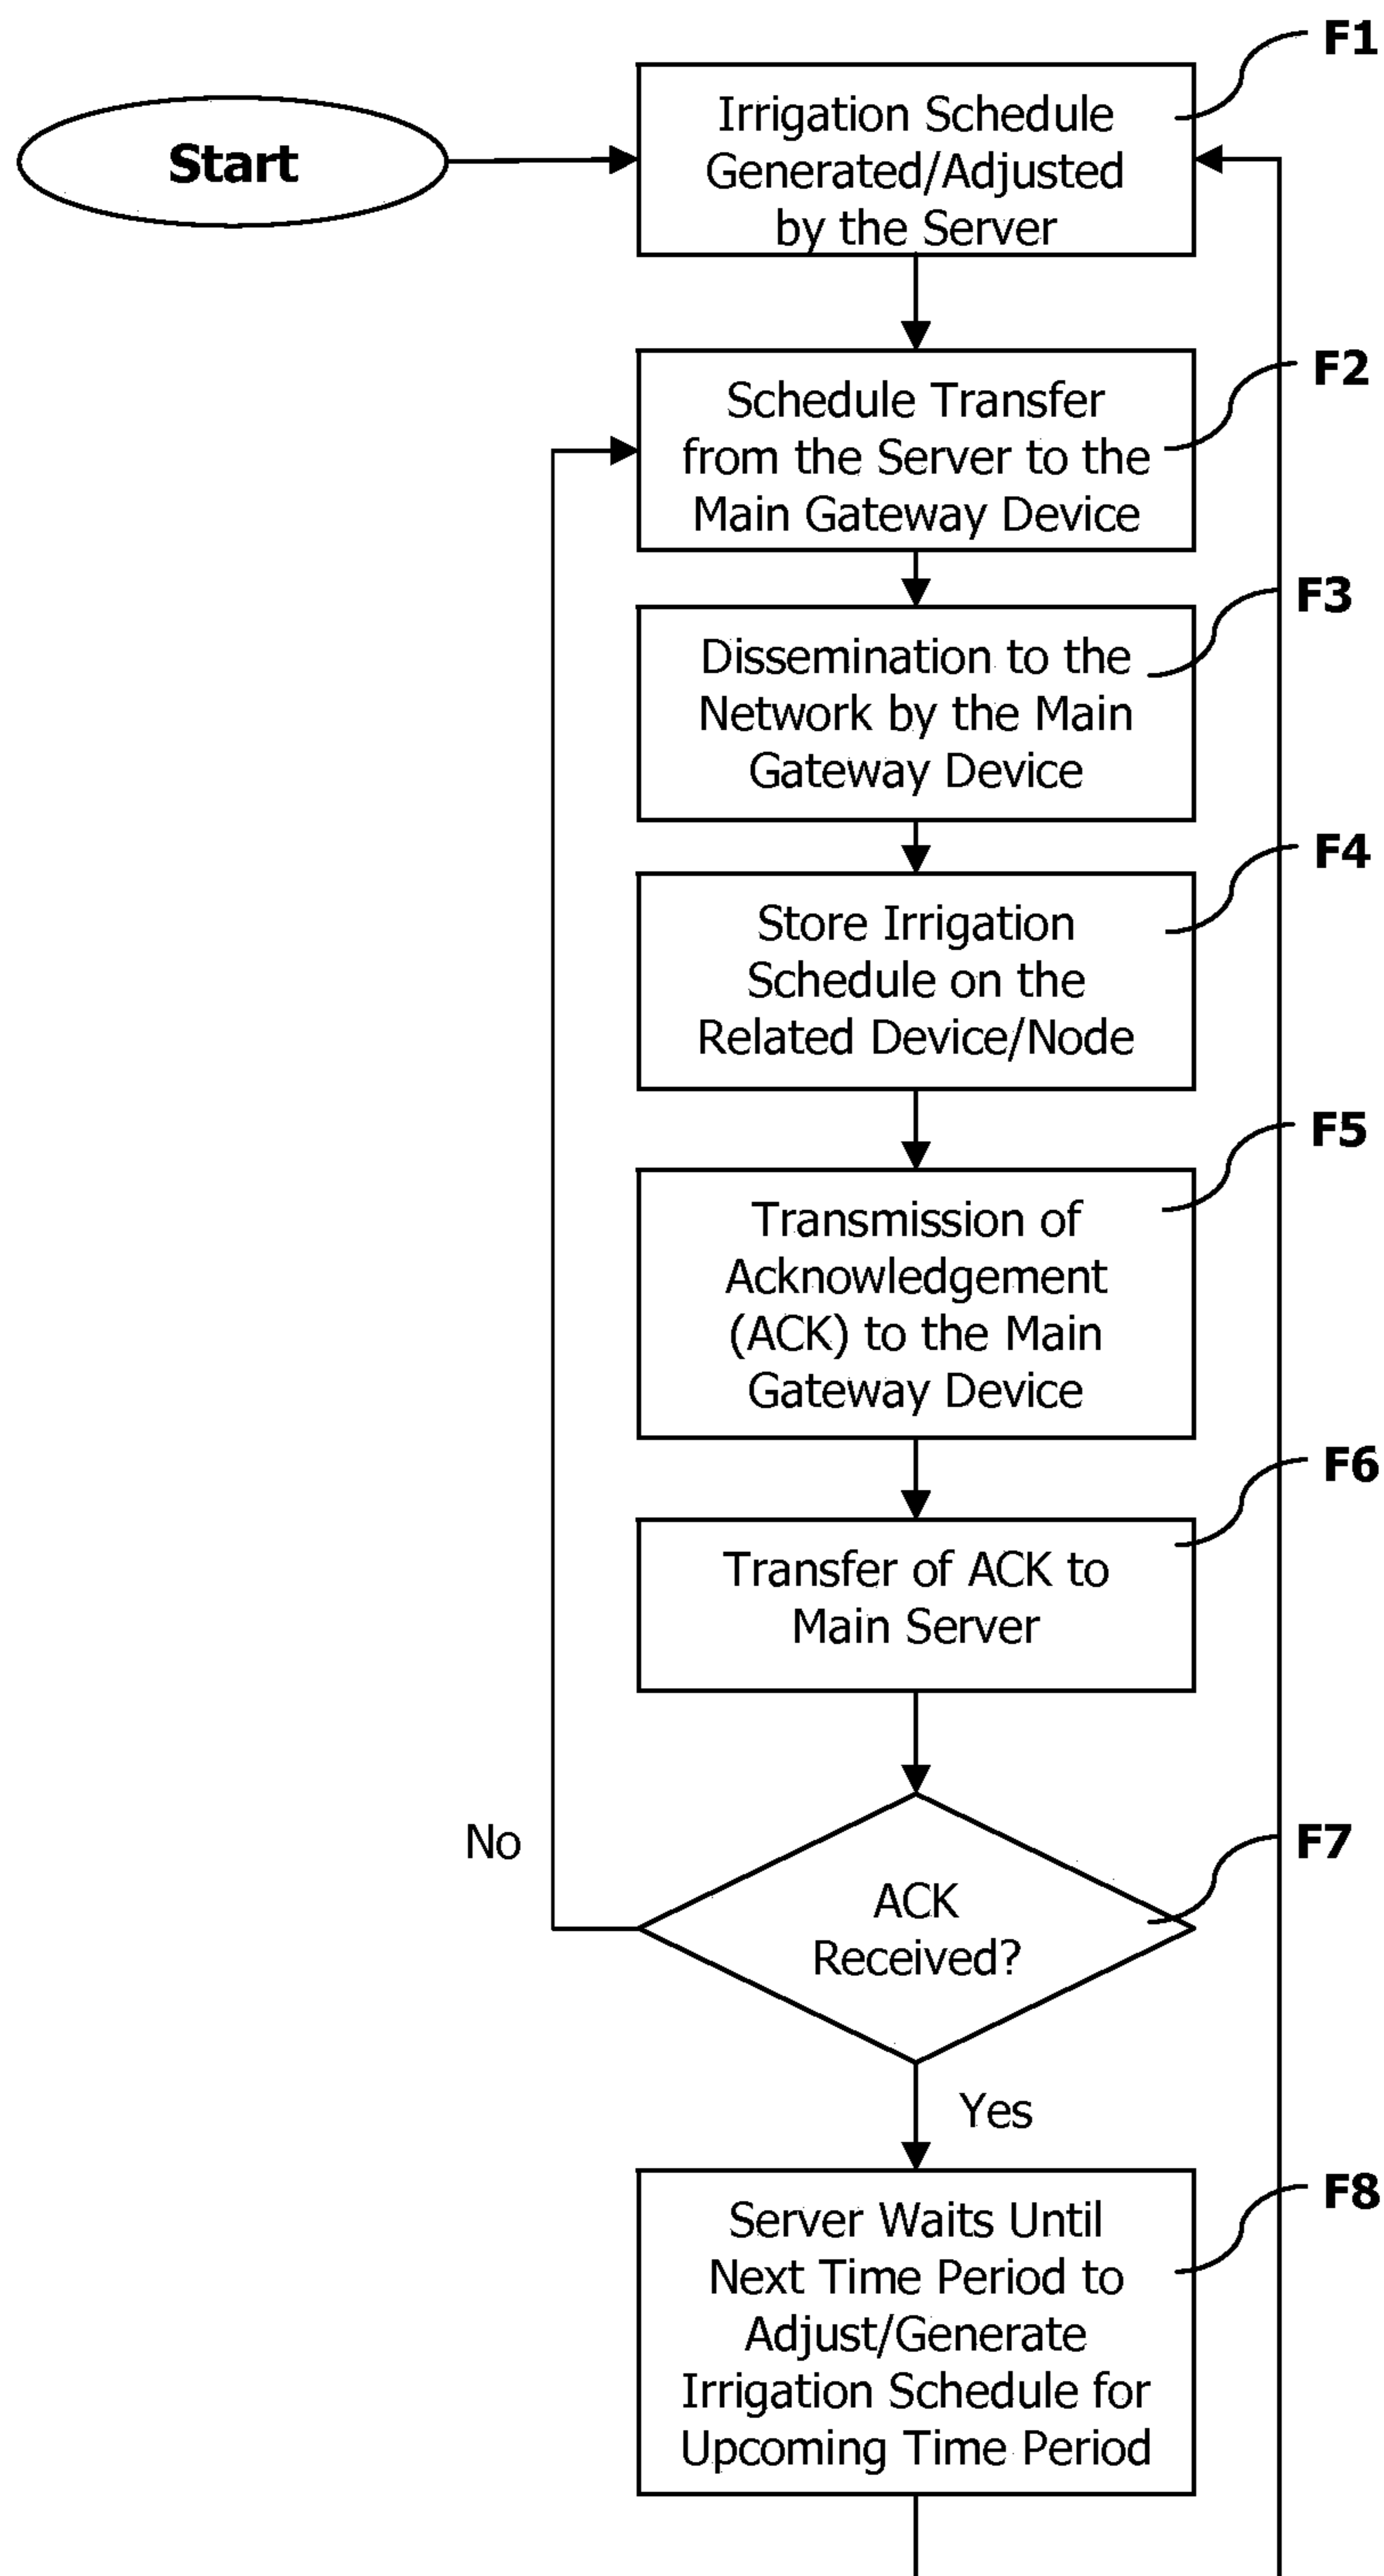 F1
Start
Irrigation Schedule
Generated/Adjusted
by the Server
F2
Schedule Transfer
from the Server to the
Main Gateway Device
F3
Dissemination to the
Network by the Main
Gateway Device
F4
Store Irrigation
Schedule on the
Related Device/Node
F5
Transmission of
Acknowledgement
(ACK) to the Main
Gateway Device
F6
Transfer of ACK to
Main Server
No
F7
ACK
Received?
Yes
F8
Server Waits Until
Next Time Period to
Adjust/Generate
Irrigation Schedule for
Upcoming Time Period